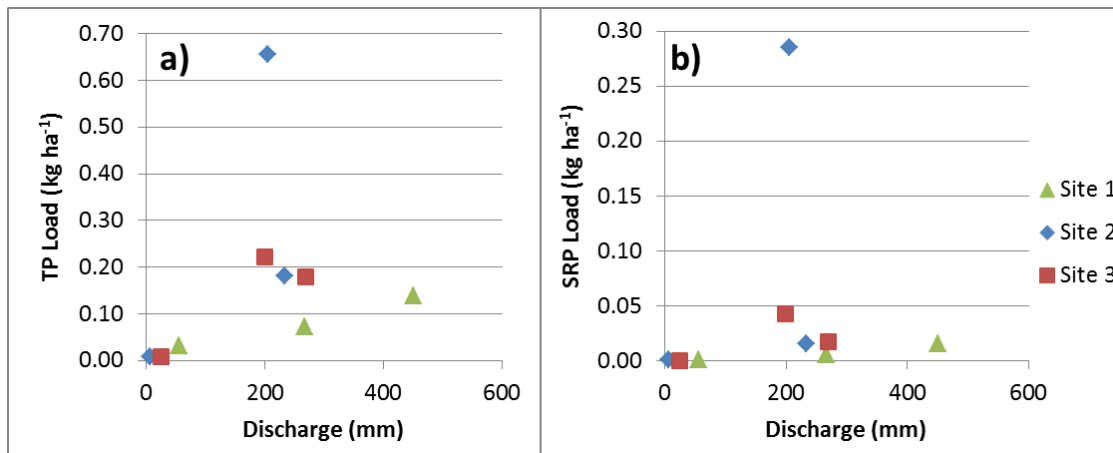 a)
TP Load (kg ha-1)
0.70
0.60
0.50
0.40
0.30
0.20
0.10
0.00
0 200 400 600
Discharge (mm)
b)
SRP Load (kg ha-1)
0.30
0.25
0.20
0.15
0.10
0.05
0.00
0 200 400 600
Discharge (mm)
Site 1
Site 2
Site 3